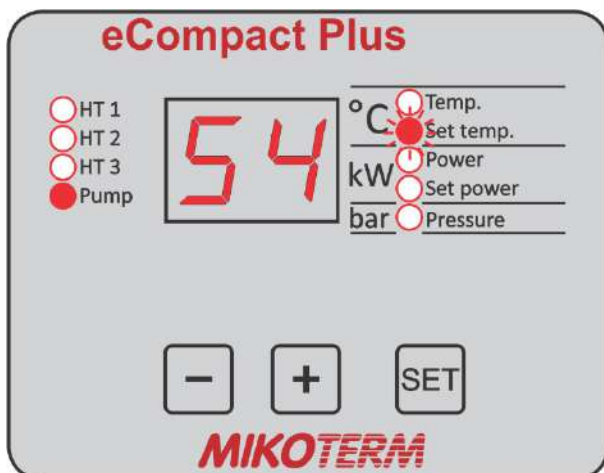 eCompact Plus
HT 1
HT 2
HT 3
Pump
54
°C
Temp.
Set temp.
kW
Power
Set power
bar
Pressure
-
+
SET
MIKOTERM